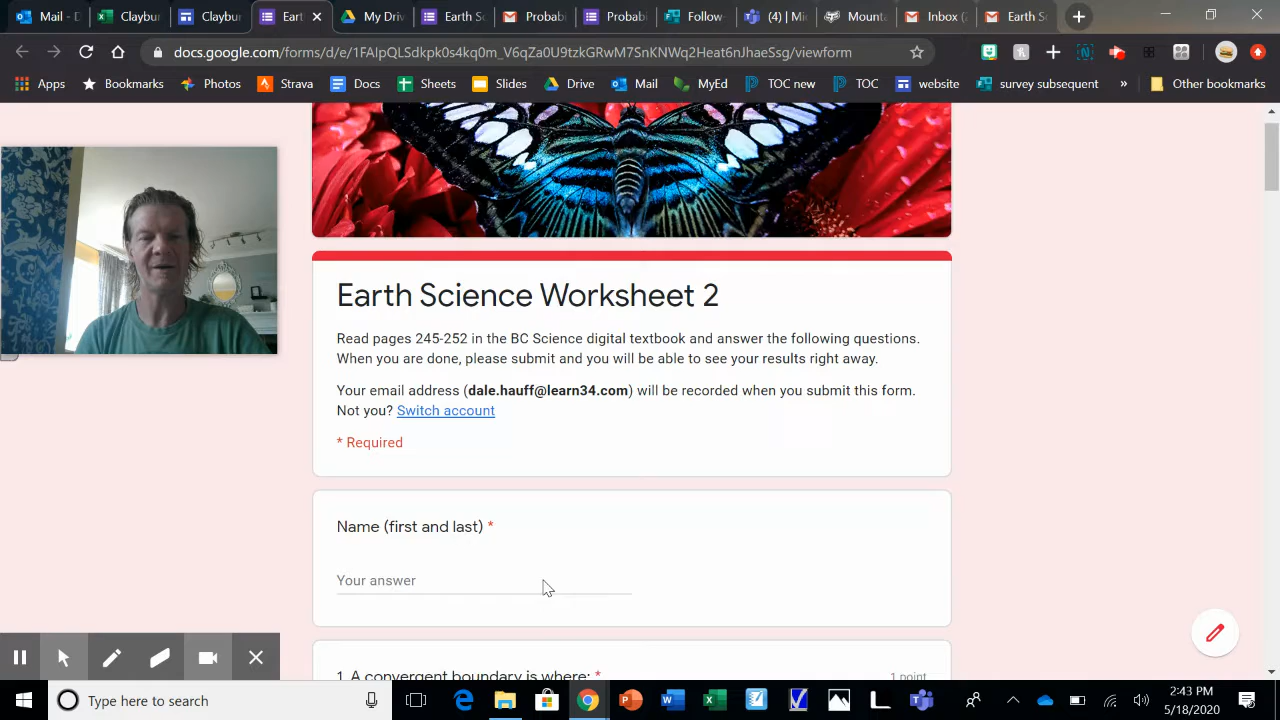 Mail -
Claybur
Claybur
Eart
My Driv
Earth S
Probabi
Probabi
Follow-
(4) | Mic
Mounta
Inbox (
Earth Sc
docs.google.com/forms/d/e/1FAIpQLSdkpk0s4kq0m_V6qZa0U9tzkGRwM7SnKNWq2Heat6nJhaeSsg/viewform
Apps
Bookmarks
Photos
Strava
Docs
Sheets
Slides
Drive
Mail
MyEd
TOC new
TOC
website
survey subsequent
»
Other bookmarks
Earth Science Worksheet 2
Read pages 245-252 in the BC Science digital textbook and answer the following questions.
When you are done, please submit and you will be able to see your results right away.
Your email address (dale.hauff@learn34.com) will be recorded when you submit this form.
Not you? Switch account
* Required
Name (first and last) *
Your answer
1. A convergent boundary is where: *
1 point
Type here to search
2:43 PM
5/18/2020